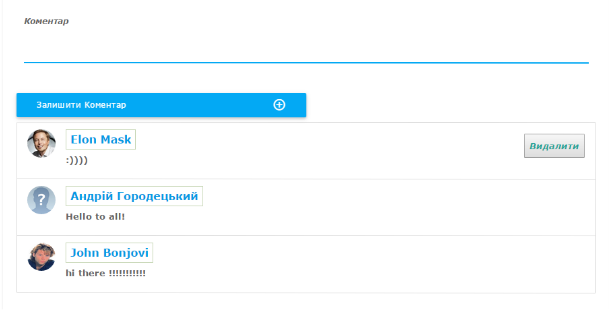 Коментар
Залишити Коментар
Elon Mask
Видалити
:))))
Андрій Городецький
Hello to all!
John Bonjovi
hi there !!!!!!!!!!!